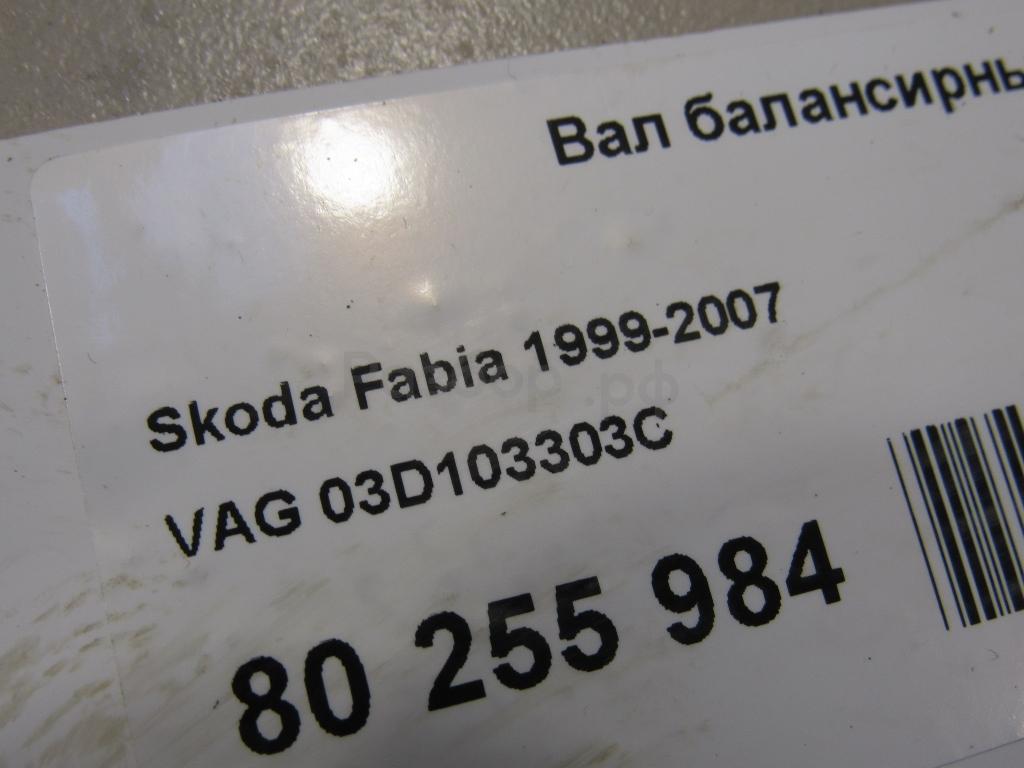 Вал балансирны
Skoda Fabia 1999-2007
VAG 03D103303C
80 255 984